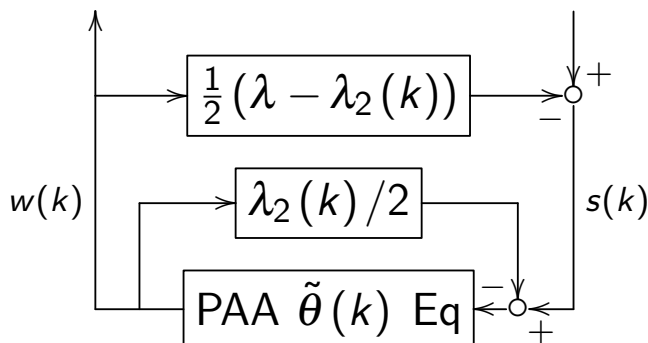 ½(λ − λ₂(k))
+
−
λ₂(k)/2
w(k)
s(k)
−
PAA θ̃(k) Eq
+